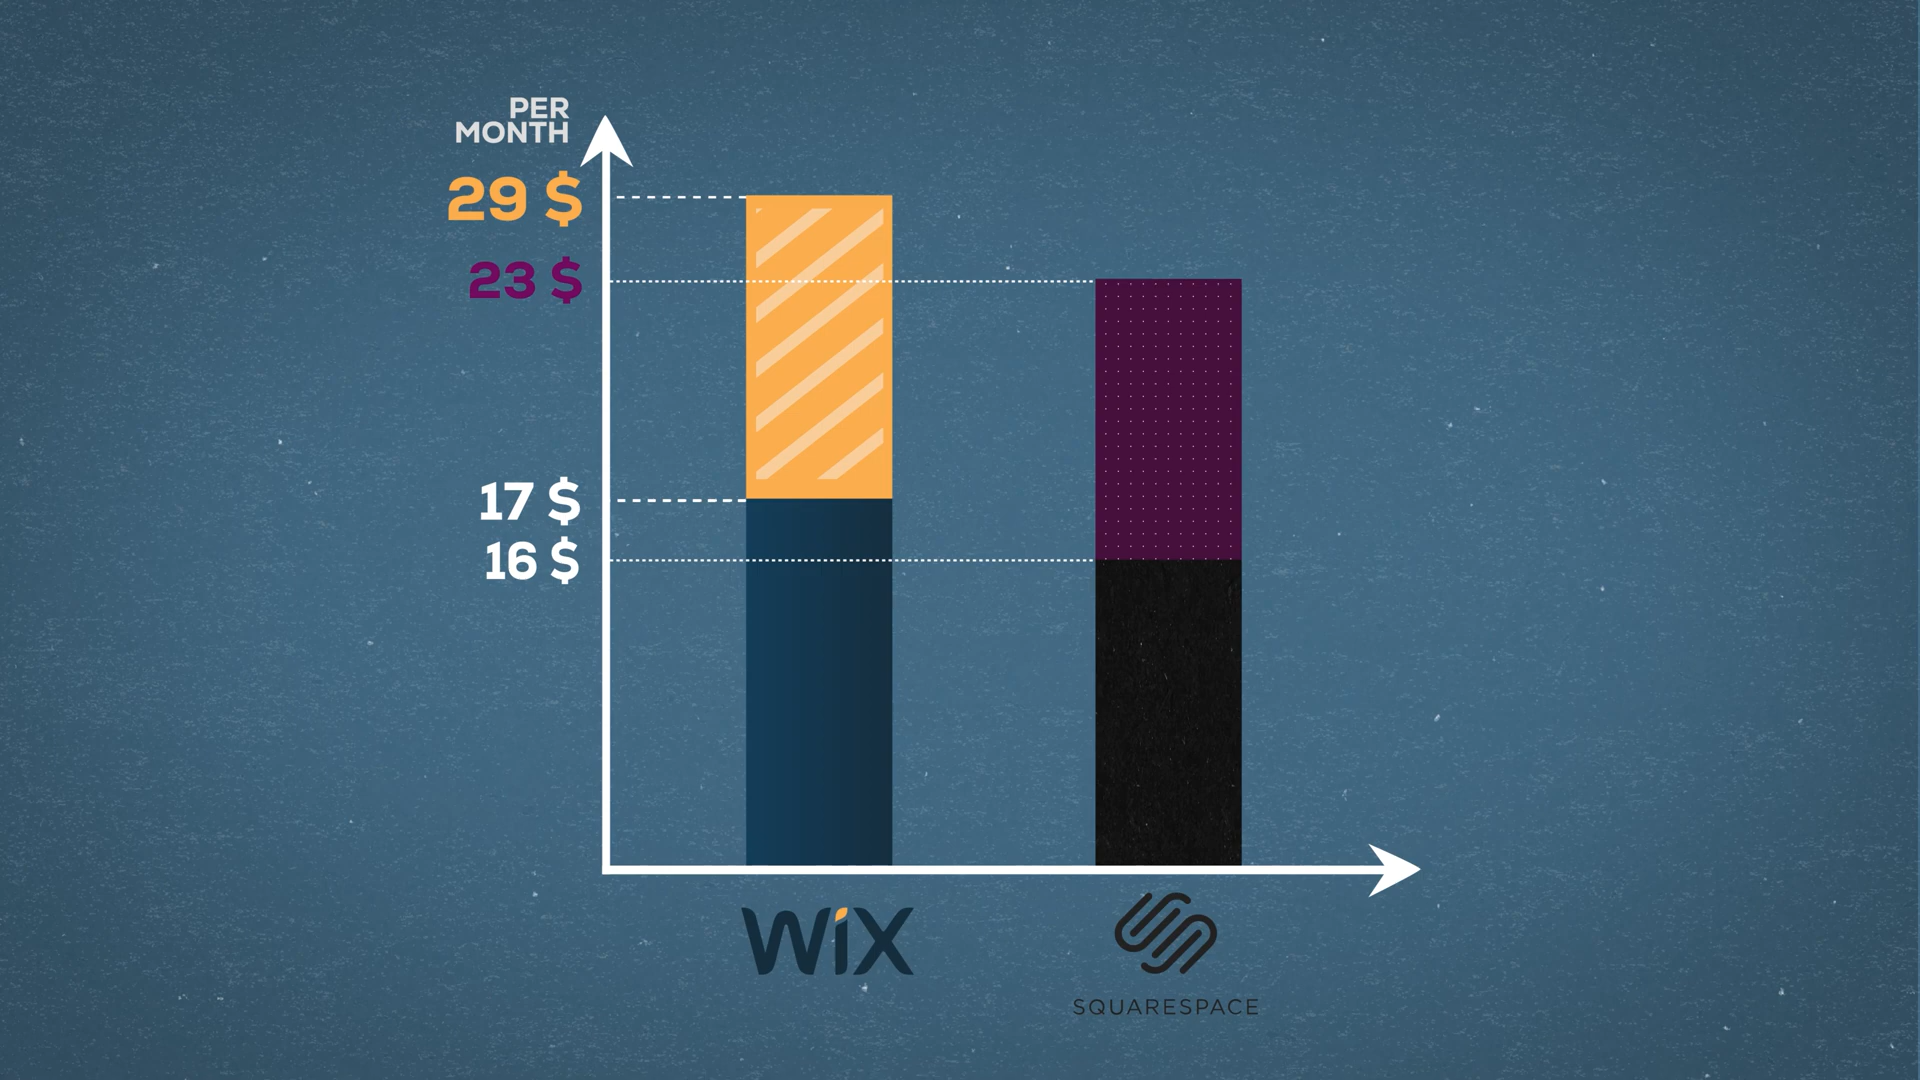 PER
MONTH
29 $
23 $
17 $
16 $
WiX
SQUARESPACE